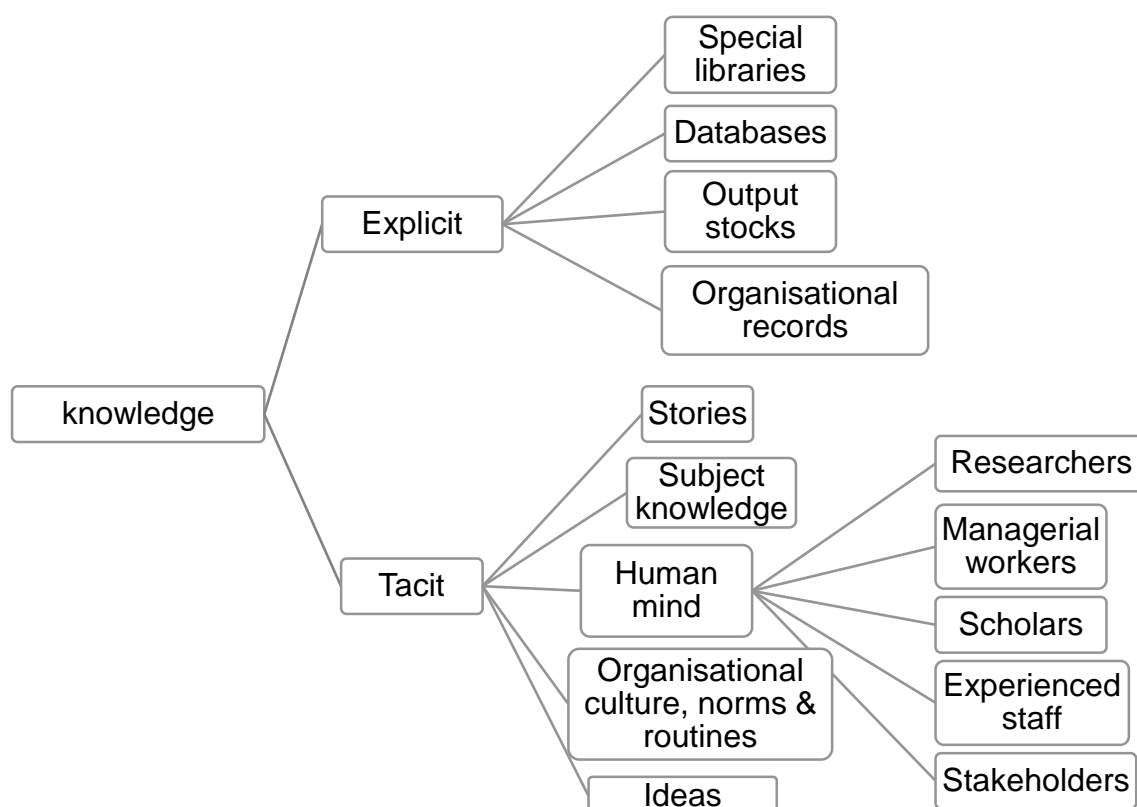 Special
libraries
Databases
Output
stocks
Explicit
Organisational
records
knowledge
Stories
Subject
knowledge
Tacit
Human
mind
Organisational
culture, norms &
routines
Ideas
Researchers
Managerial
workers
Scholars
Experienced
staff
Stakeholders